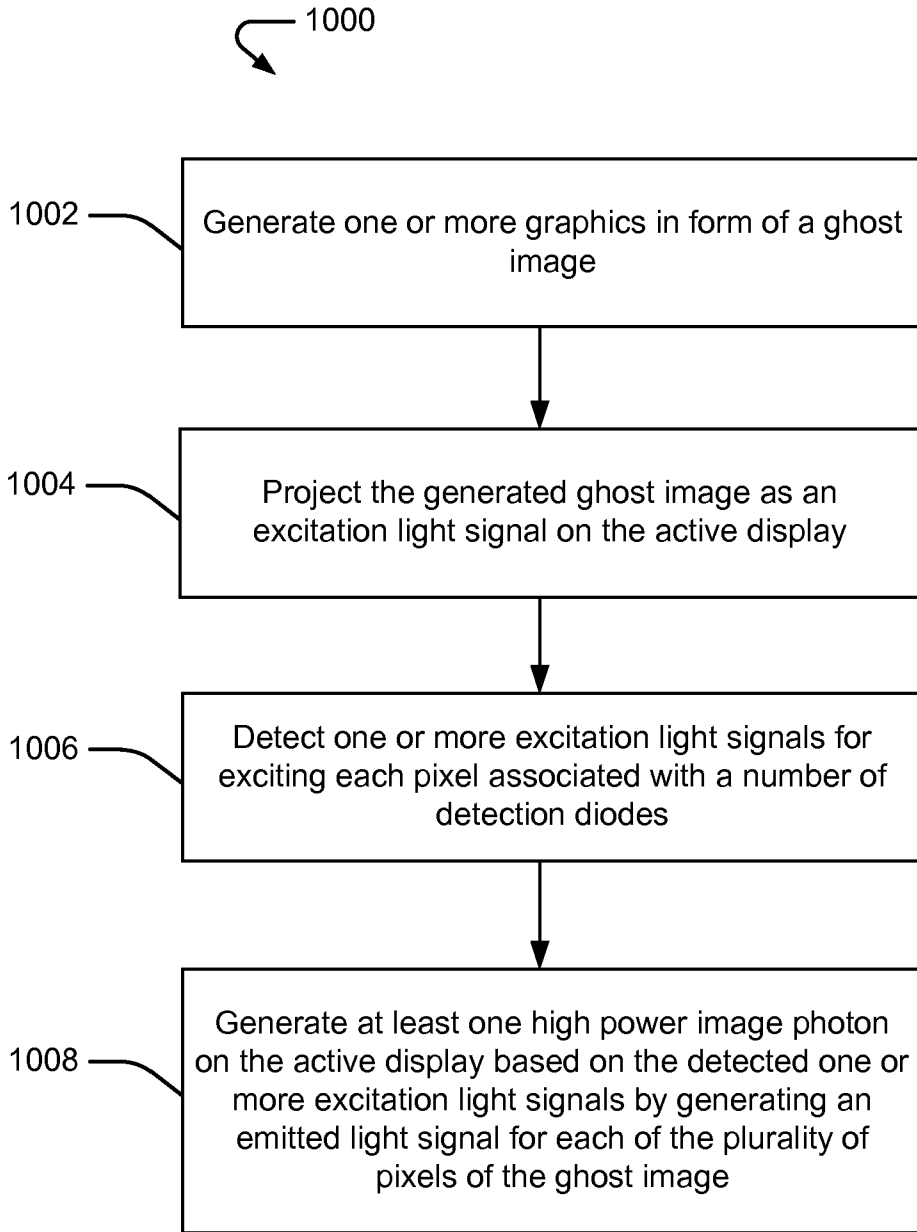 1000
1002
Generate one or more graphics in form of a ghost
image
1004
Project the generated ghost image as an
excitation light signal on the active display
1006
Detect one or more excitation light signals for
exciting each pixel associated with a number of
detection diodes
1008
Generate at least one high power image photon
on the active display based on the detected one or
more excitation light signals by generating an
emitted light signal for each of the plurality of
pixels of the ghost image